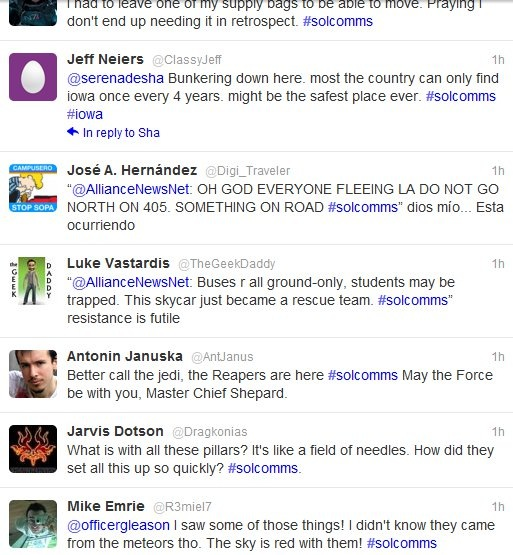 I had to leave one of my supply bags to be able to move. Praying I
don't end up needing it in retrospect. #solcomms
Jeff Neiers @ClassyJeff 1h
@serenadesha Bunkering down here. most the country can only find
iowa once every 4 years. might be the safest place ever. #solcomms
#iowa
In reply to Sha
CAMPUSERO
STOP SOPA
José A. Hernández @Digi_Traveler 1h
“@AllianceNewsNet: OH GOD EVERYONE FLEEING LA DO NOT GO
NORTH ON 405. SOMETHING ON ROAD #solcomms” dios mío... Esta
ocurriendo
the GEEK DADDY
Luke Vastardis @TheGeekDaddy 1h
“@AllianceNewsNet: Buses r all ground-only, students may be
trapped. This skycar just became a rescue team. #solcomms”
resistance is futile
Antonin Januska @AntJanus 1h
Better call the jedi, the Reapers are here #solcomms May the Force
be with you, Master Chief Shepard.
Jarvis Dotson @Dragkonias 1h
What is with all these pillars? It's like a field of needles. How did they
set all this up so quickly? #solcomms.
Mike Emrie @R3miel7 1h
@officergleason I saw some of those things! I didn't know they came
from the meteors tho. The sky is red with them! #solcomms